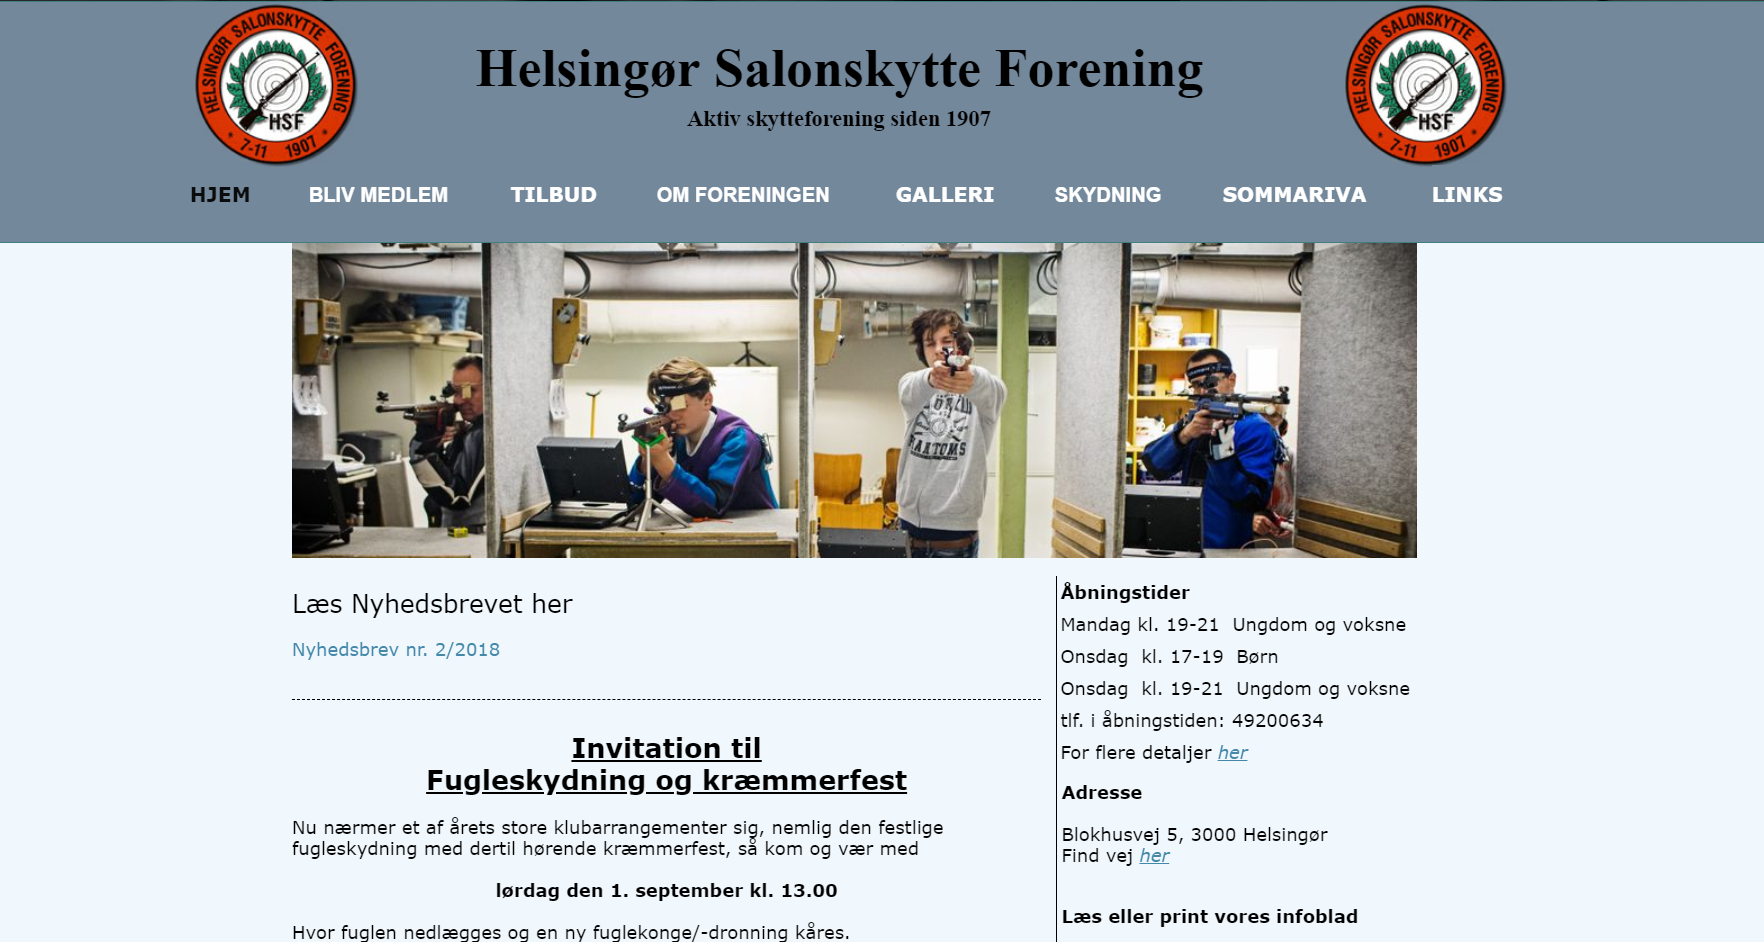 HELSINGØR SALONSKYTTE FORENING
HSF
7-11 1907
Helsingør Salonskytte Forening
Aktiv skytteforening siden 1907
HELSINGØR SALONSKYTTE FORENING
HSF
7-11 1907
HJEM BLIV MEDLEM TILBUD OM FORENINGEN GALLERI SKYDNING SOMMARIVA LINKS
Læs Nyhedsbrevet her
Nyhedsbrev nr. 2/2018
Invitation til
Fugleskydning og kræmmerfest
Nu nærmer et af årets store klubarrangementer sig, nemlig den festlige
fugleskydning med dertil hørende kræmmerfest, så kom og vær med
lørdag den 1. september kl. 13.00
Hvor fuglen nedlægges og en ny fuglekonge/-dronning kåres.
Åbningstider
Mandag kl. 19-21 Ungdom og voksne
Onsdag kl. 17-19 Børn
Onsdag kl. 19-21 Ungdom og voksne
tlf. i åbningstiden: 49200634
For flere detaljer her
Adresse
Blokhusvej 5, 3000 Helsingør
Find vej her
Læs eller print vores infoblad